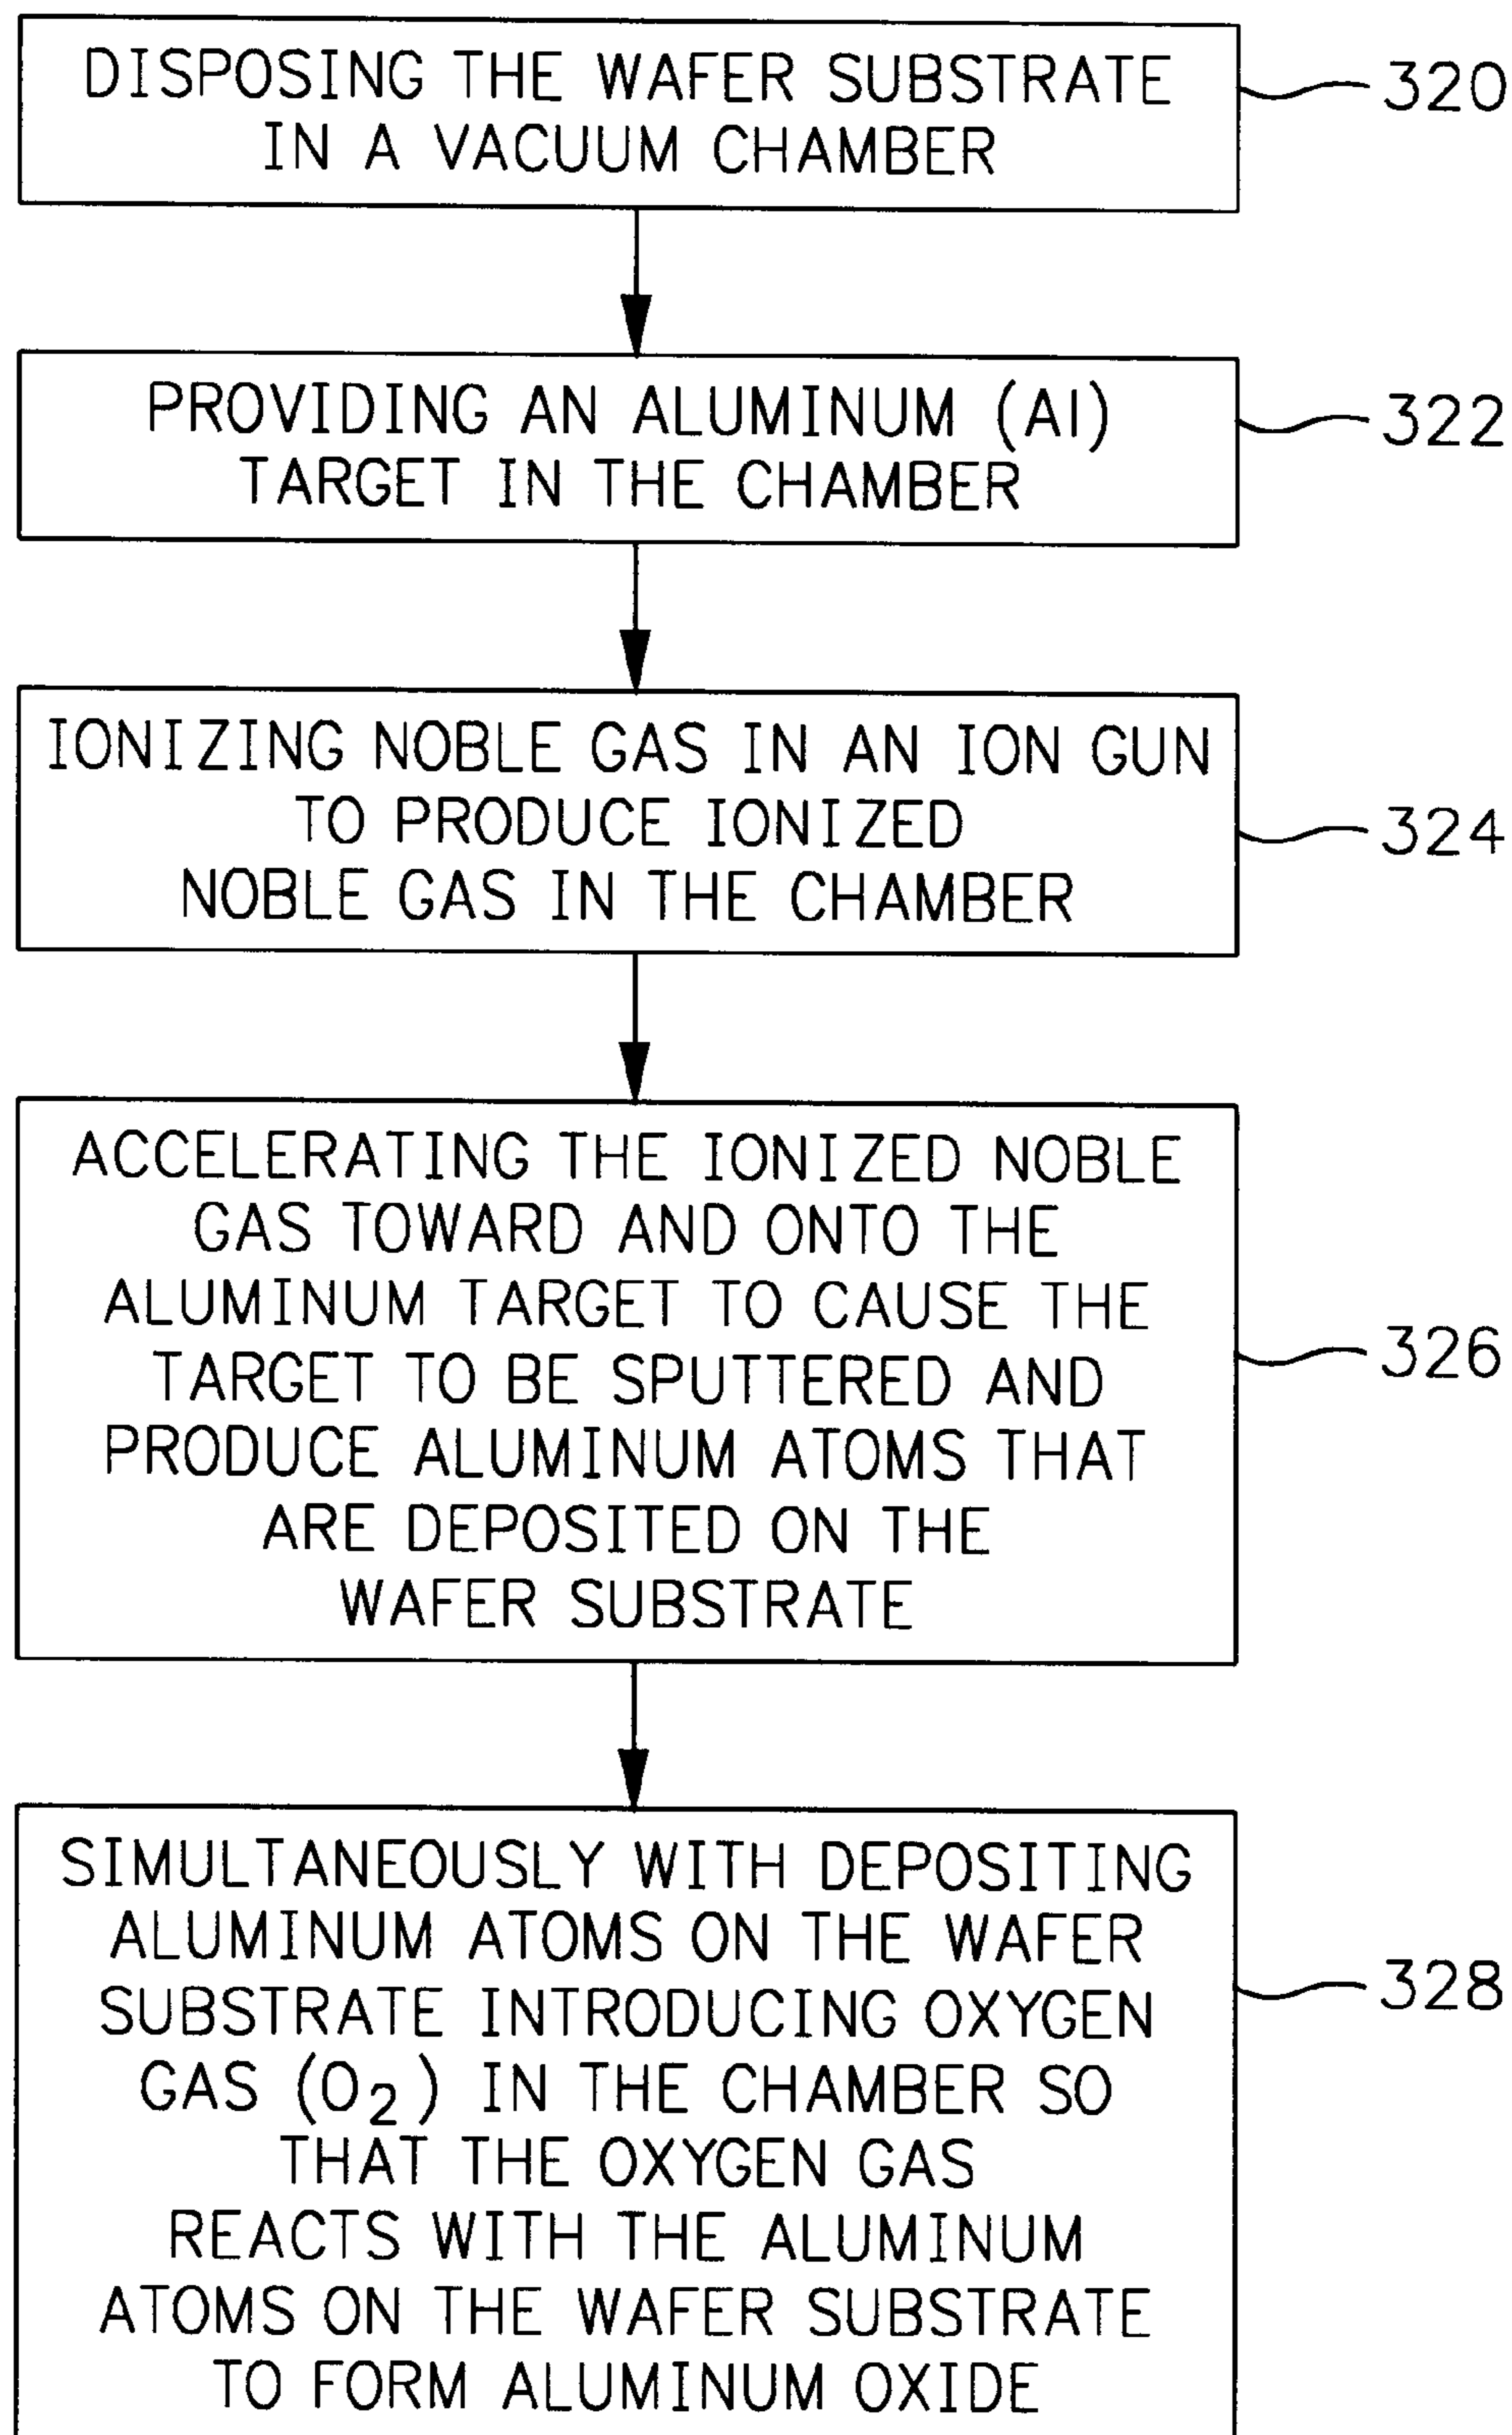 DISPOSING THE WAFER SUBSTRATE
IN A VACUUM CHAMBER
320
PROVIDING AN ALUMINUM (Al)
TARGET IN THE CHAMBER
322
IONIZING NOBLE GAS IN AN ION GUN
TO PRODUCE IONIZED
NOBLE GAS IN THE CHAMBER
324
ACCELERATING THE IONIZED NOBLE
GAS TOWARD AND ONTO THE
ALUMINUM TARGET TO CAUSE THE
TARGET TO BE SPUTTERED AND
PRODUCE ALUMINUM ATOMS THAT
ARE DEPOSITED ON THE
WAFER SUBSTRATE
326
SIMULTANEOUSLY WITH DEPOSITING
ALUMINUM ATOMS ON THE WAFER
SUBSTRATE INTRODUCING OXYGEN
GAS (O₂) IN THE CHAMBER SO
THAT THE OXYGEN GAS
REACTS WITH THE ALUMINUM
ATOMS ON THE WAFER SUBSTRATE
TO FORM ALUMINUM OXIDE
328